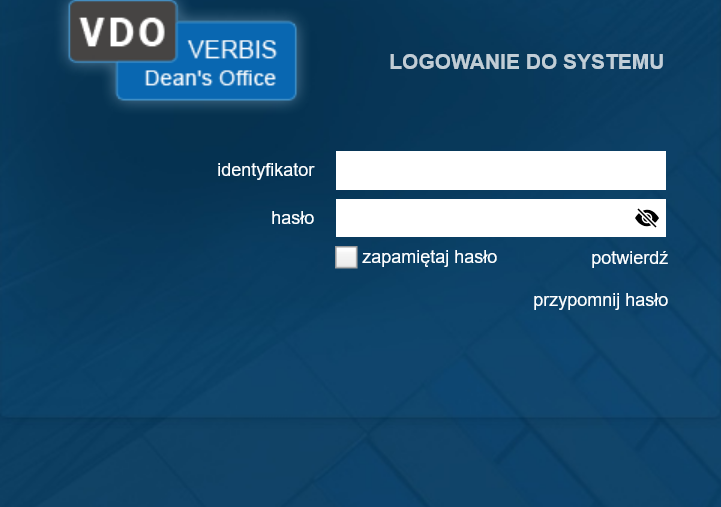 VDO
VERBIS
Dean's Office
LOGOWANIE DO SYSTEMU
identyfikator
hasło
zapamiętaj hasło
potwierdź
przypomnij hasło